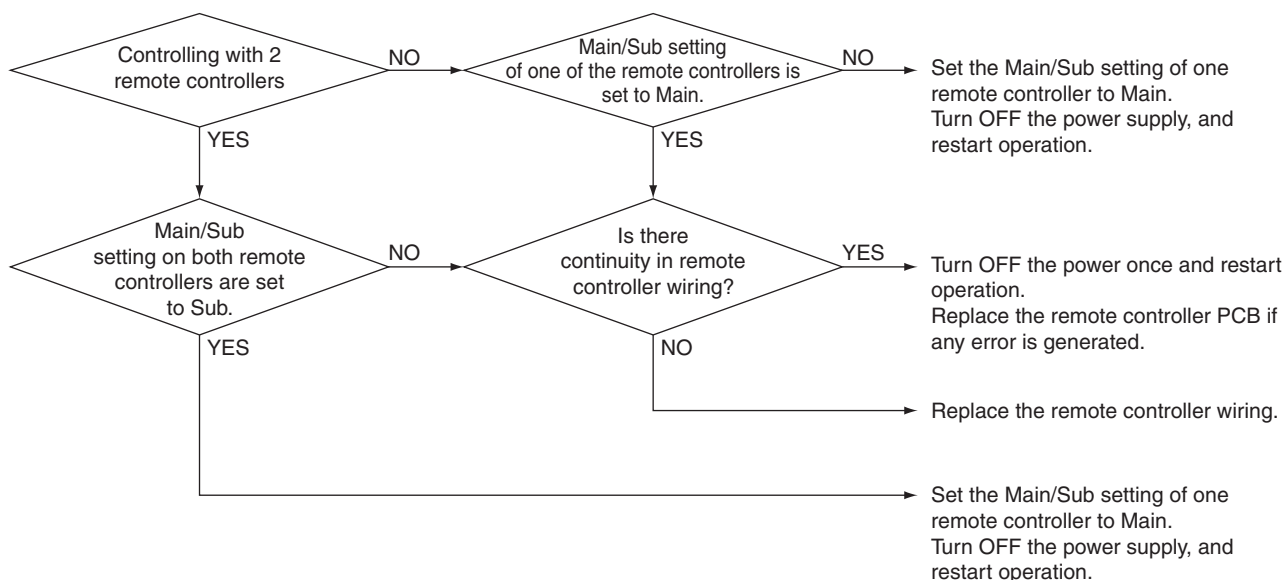 Controlling with 2
remote controllers
NO
Main/Sub setting
of one of the remote controllers is
set to Main.
NO
Set the Main/Sub setting of one
remote controller to Main.
Turn OFF the power supply, and
restart operation.
YES
YES
Main/Sub
setting on both remote
controllers are set
to Sub.
NO
Is there
continuity in remote
controller wiring?
YES
Turn OFF the power once and restart
operation.
Replace the remote controller PCB if
any error is generated.
YES
NO
Replace the remote controller wiring.
Set the Main/Sub setting of one
remote controller to Main.
Turn OFF the power supply, and
restart operation.